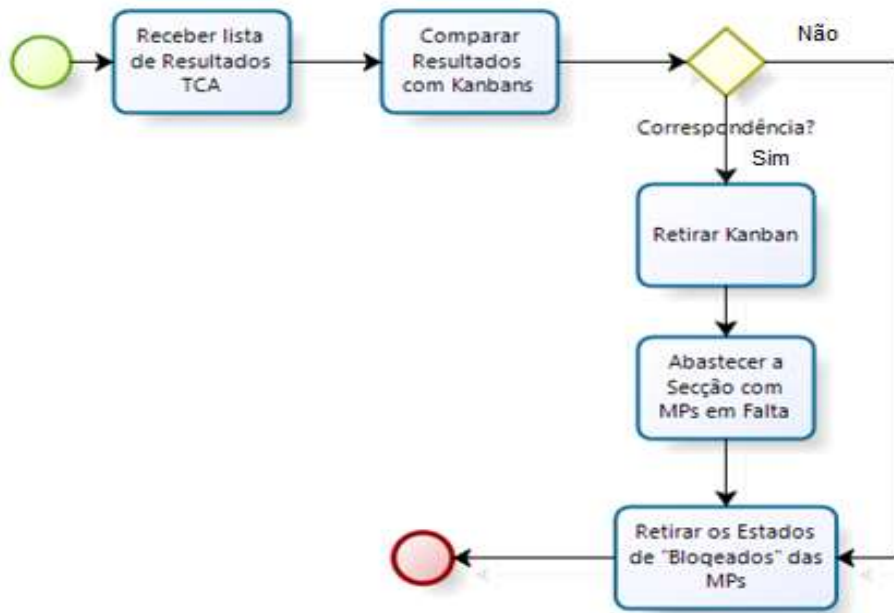 Receber lista
de Resultados
TCA
Comparar
Resultados
com Kanbans
Não
Correspondência?
Sim
Retirar Kanban
Abastecer a
Secção com
MPs em Falta
Retirar os Estados
de "Bloqeados" das
MPs